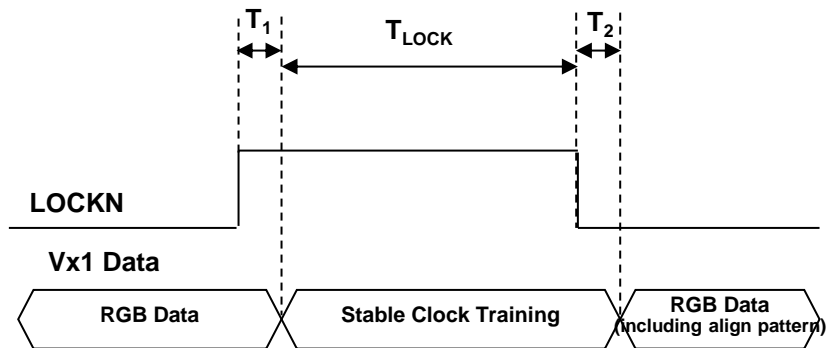 T1
TLOCK
T2
LOCKN
Vx1 Data
RGB Data
Stable Clock Training
RGB Data
(including align pattern)